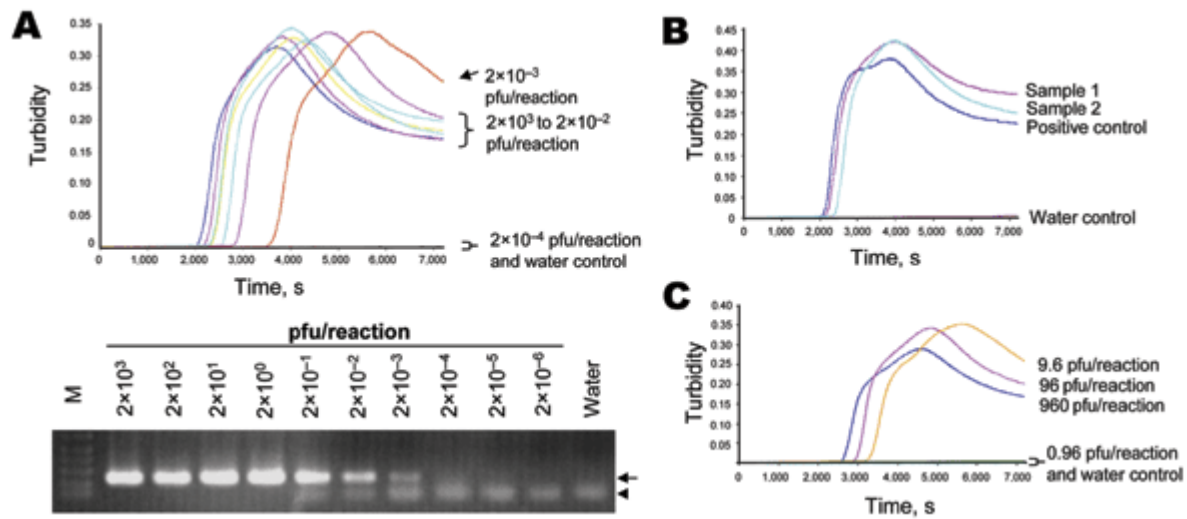 A
Turbidity
0.35
0.30
0.25
0.20
0.15
0.10
0.05
0
0
1,000
2,000
3,000
4,000
5,000
6,000
7,000
Time, s
2×10⁻³
pfu/reaction
2×10³ to 2×10⁻²
pfu/reaction
2×10⁻⁴ pfu/reaction
and water control
pfu/reaction
M
2×10³
2×10²
2×10¹
2×10⁰
2×10⁻¹
2×10⁻²
2×10⁻³
2×10⁻⁴
2×10⁻⁵
2×10⁻⁶
Water
B
Turbidity
0.45
0.40
0.35
0.30
0.25
0.20
0.15
0.10
0.05
0
0
1,000
2,000
3,000
4,000
5,000
6,000
7,000
Time, s
Sample 1
Sample 2
Positive control
Water control
C
Turbidity
0.40
0.35
0.30
0.25
0.20
0.15
0.10
0.05
0
1,000
2,000
3,000
4,000
5,000
6,000
7,000
Time, s
9.6 pfu/reaction
96 pfu/reaction
960 pfu/reaction
0.96 pfu/reaction
and water control